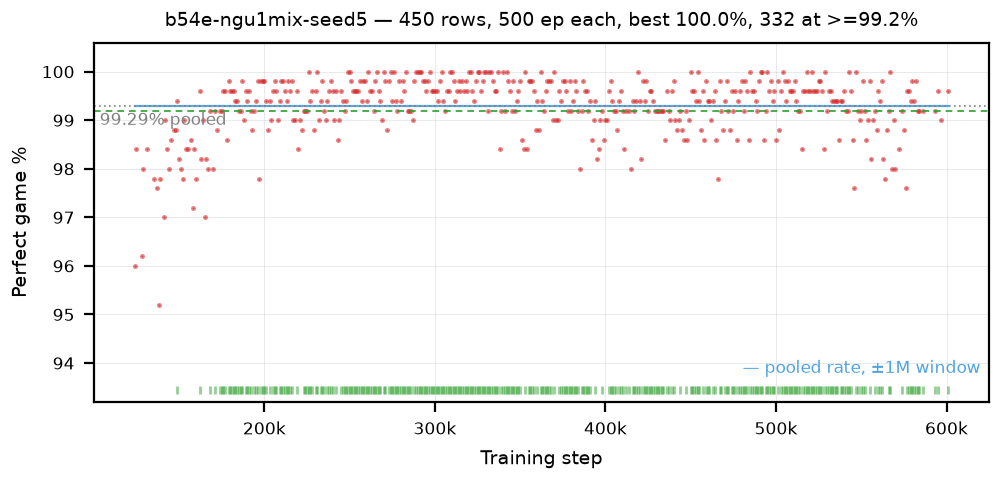 b54e-ngu1mix-seed5 — 450 rows, 500 ep each, best 100.0%, 332 at >=99.2%
Perfect game %
100
99
98
97
96
95
94
99.29% pooled
— pooled rate, ±1M window
200k
300k
400k
500k
600k
Training step